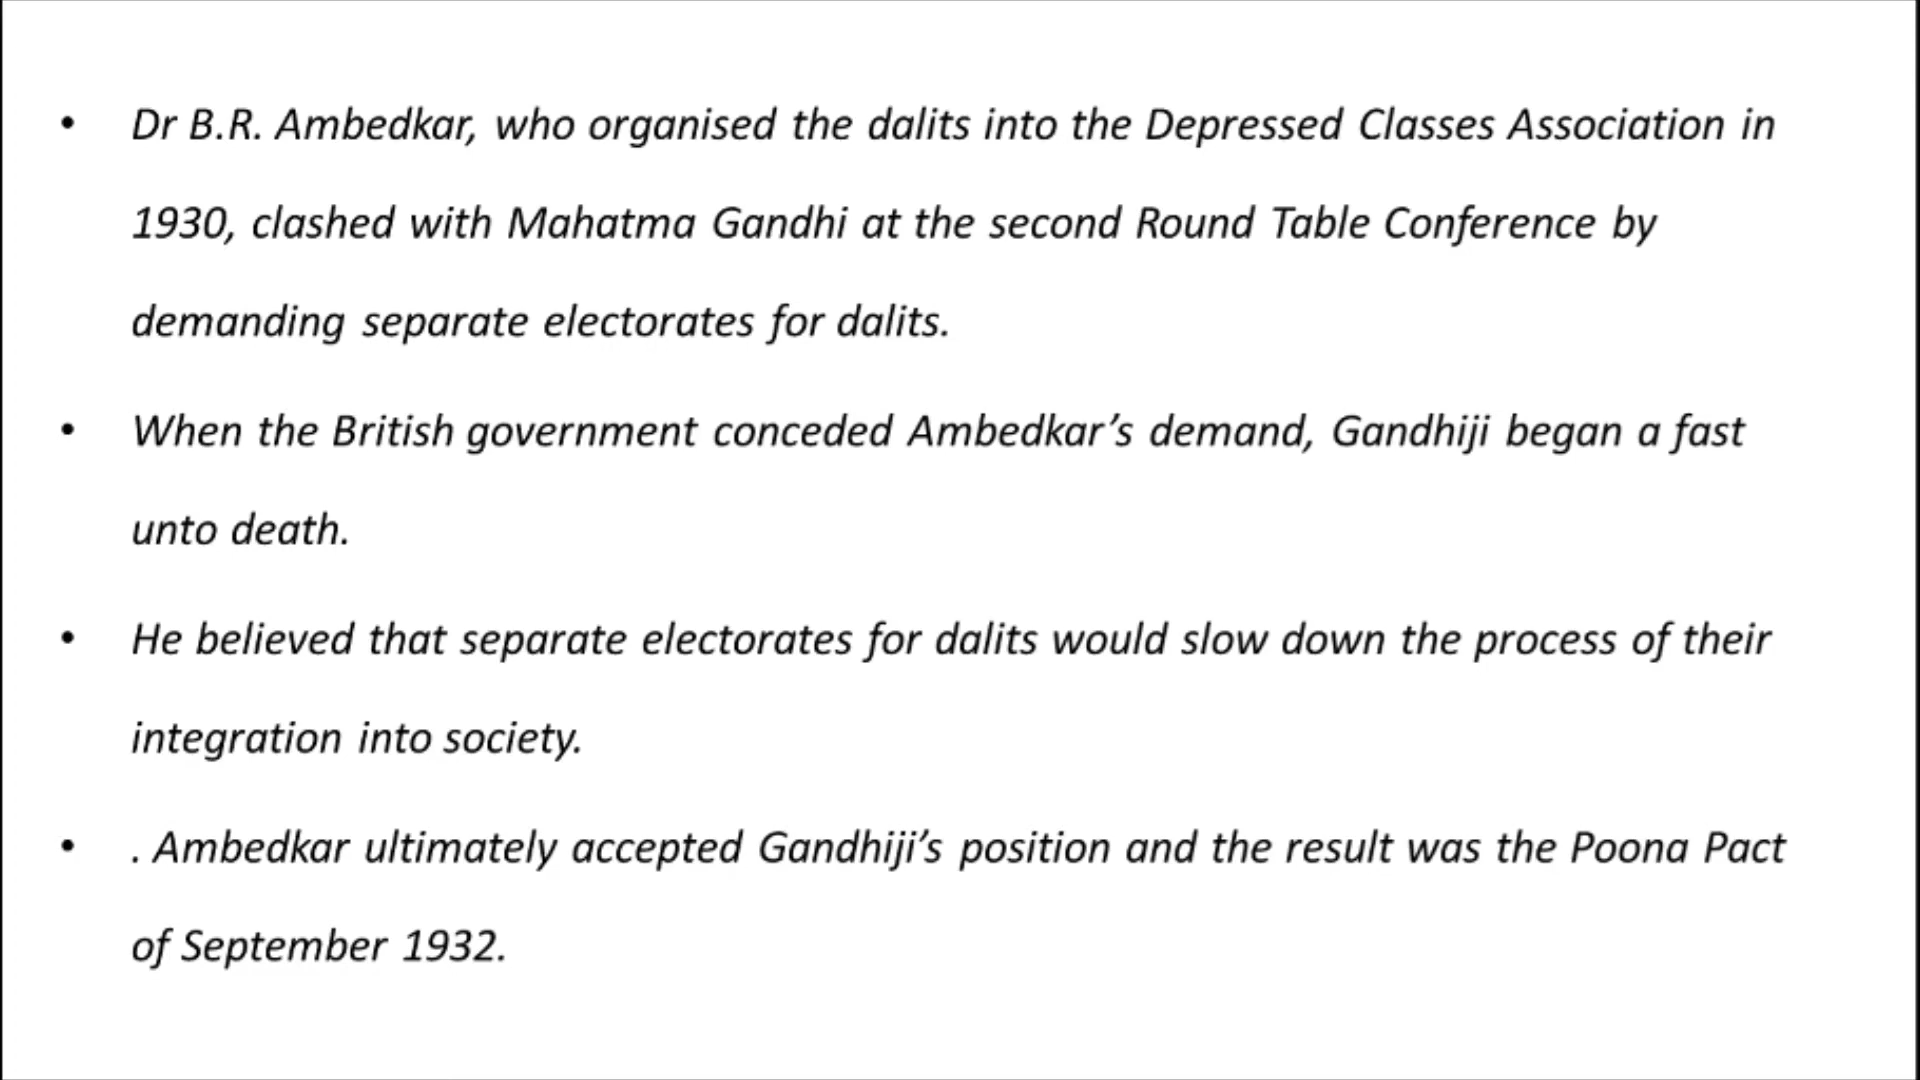 • Dr B.R. Ambedkar, who organised the dalits into the Depressed Classes Association in
1930, clashed with Mahatma Gandhi at the second Round Table Conference by
demanding separate electorates for dalits.
• When the British government conceded Ambedkar’s demand, Gandhiji began a fast
unto death.
• He believed that separate electorates for dalits would slow down the process of their
integration into society.
• . Ambedkar ultimately accepted Gandhiji’s position and the result was the Poona Pact
of September 1932.